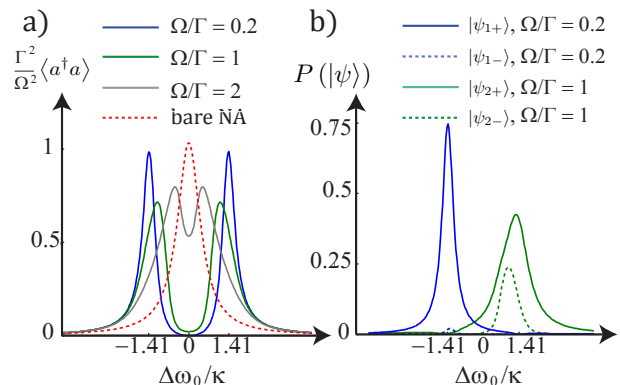 a)
Ω/Γ = 0.2
Ω/Γ = 1
Ω/Γ = 2
bare NA
Γ²/Ω² ⟨a†a⟩
1
0.5
0
−1.41 0 1.41
Δω₀/κ
b)
|ψ₁₊⟩, Ω/Γ = 0.2
|ψ₁₋⟩, Ω/Γ = 0.2
|ψ₂₊⟩, Ω/Γ = 1
|ψ₂₋⟩, Ω/Γ = 1
P (|ψ⟩)
0.75
0.25
0
−1.41 0 1.41
Δω₀/κ